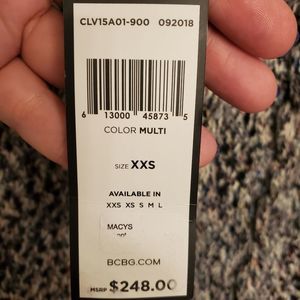 CLV15A01-900 092018
6 13000 45873 5
COLOR MULTI
SIZE XXS
AVAILABLE IN
XXS XS S M L
MACYS
BCBG.COM
MSRP $248.00